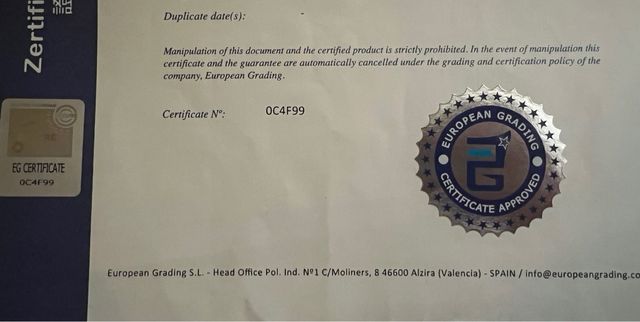 Zertifi
Duplicate date(s): -
Manipulation of this document and the certified product is strictly prohibited. In the event of manipulation this
certificate and the guarantee are automatically cancelled under the grading and certification policy of the
company, European Grading.
Certificate Nº: 0C4F99
EG CERTIFICATE
0C4F99
EUROPEAN GRADING
CERTIFICATE APPROVED
European Grading S.L. - Head Office Pol. Ind. Nº1 C/Moliners, 8 46600 Alzira (Valencia) - SPAIN / info@europeangrading.co